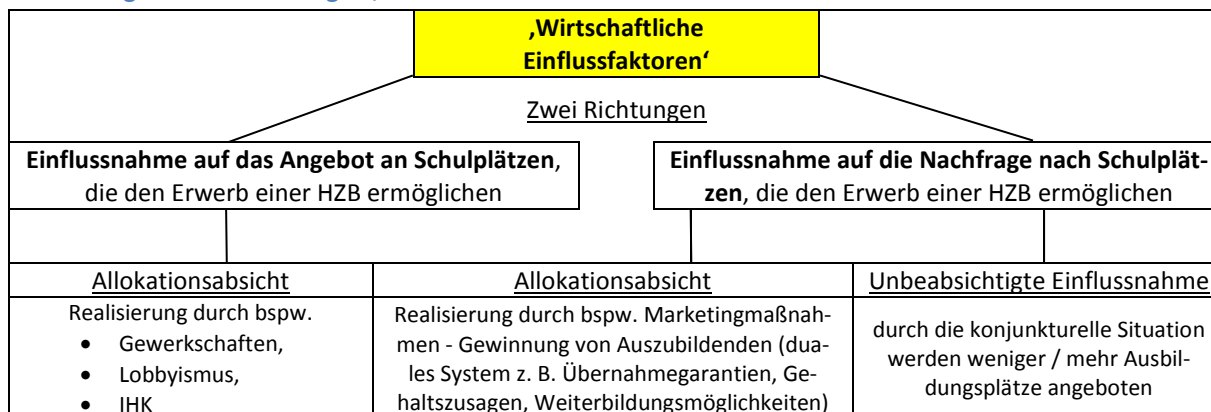 ‚Wirtschaftliche
Einflussfaktoren‘
Zwei Richtungen
Einflussnahme auf das Angebot an Schulplätzen,
die den Erwerb einer HZB ermöglichen
Einflussnahme auf die Nachfrage nach Schulplät-
zen, die den Erwerb einer HZB ermöglichen
Allokationsabsicht
Realisierung durch bspw.
• Gewerkschaften,
• Lobbyismus,
• IHK
Allokationsabsicht
Realisierung durch bspw. Marketingmaßnah-
men - Gewinnung von Auszubildenden (dua-
les System z. B. Übernahmegarantien, Ge-
haltszusagen, Weiterbildungsmöglichkeiten)
Unbeabsichtigte Einflussnahme
durch die konjunkturelle Situation
werden weniger / mehr Ausbil-
dungsplätze angeboten